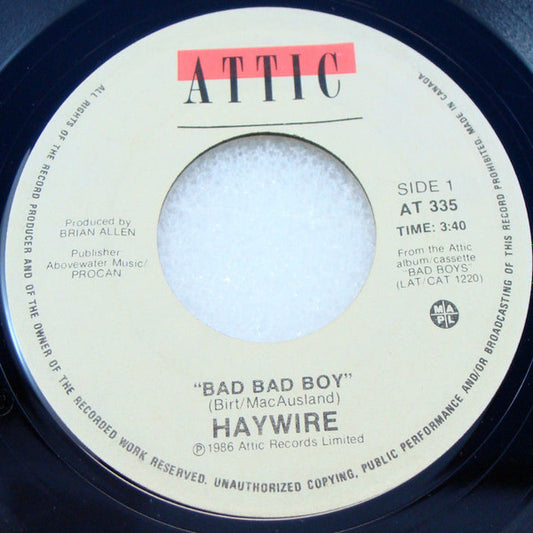 ATTIC
SIDE 1
AT 335
TIME: 3:40
Produced by
BRIAN ALLEN
Publisher
Abovewater Music/
PROCAN
From the Attic
album/cassette
"BAD BOYS"
(LAT/CAT 1220)
M A P L
"BAD BAD BOY"
(Birt/MacAusland)
HAYWIRE
Ⓟ1986 Attic Records Limited
ALL RIGHTS OF THE RECORD PRODUCER AND OF THE OWNER OF THE RECORDED WORK RESERVED. UNAUTHORIZED COPYING, PUBLIC PERFORMANCE AND/OR BROADCASTING OF THIS RECORD PROHIBITED. MADE IN CANADA.